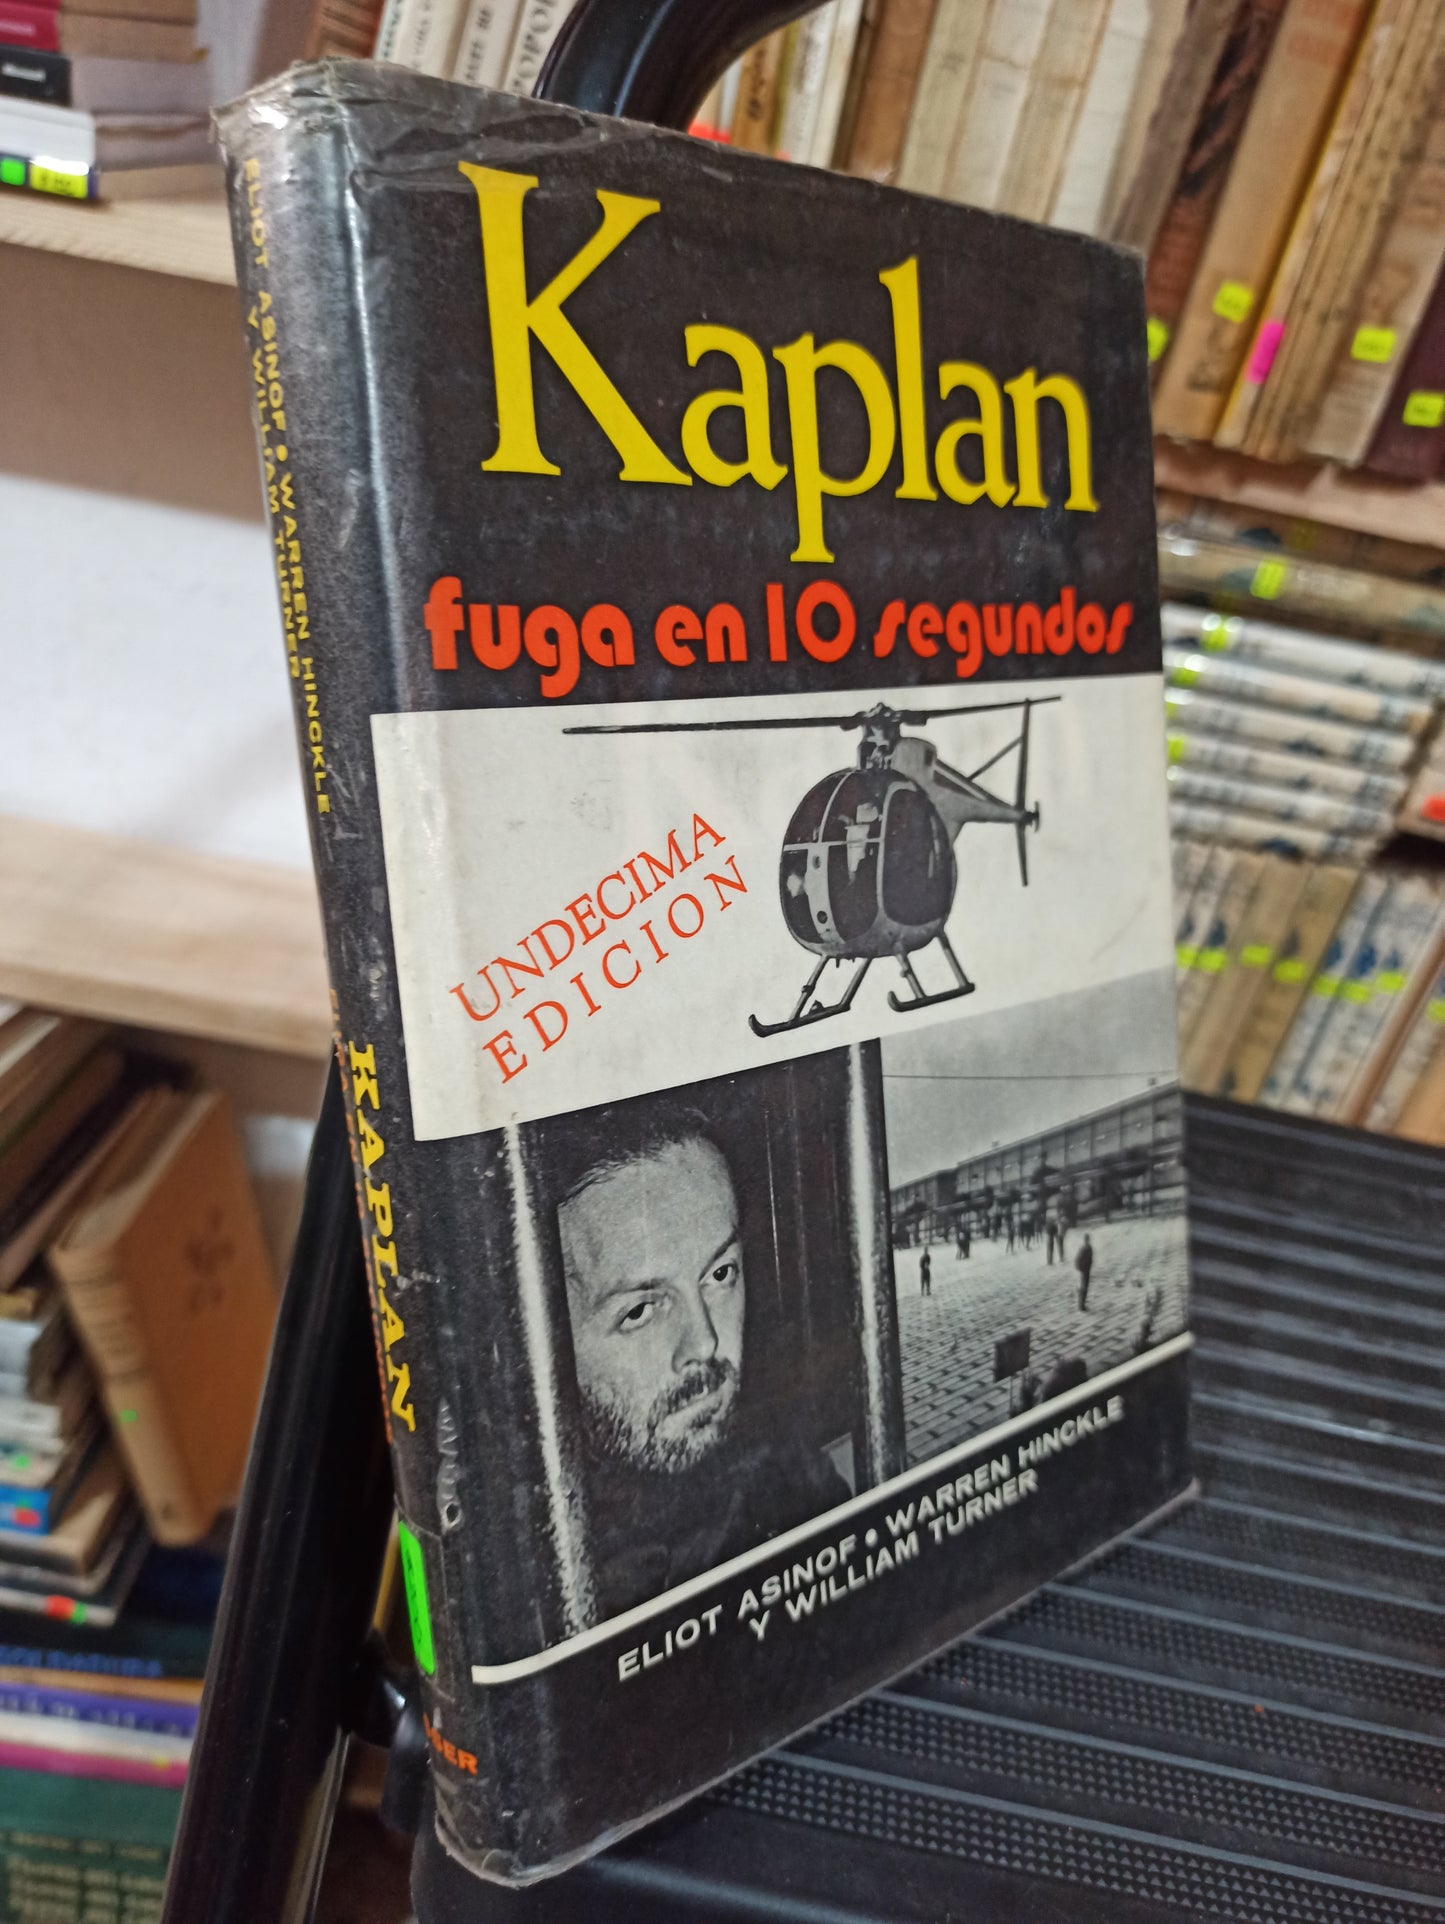 Kaplan
fuga en 10 segundos
UNDECIMA
EDICION
ELIOT ASINOF • WARREN HINCKLE
Y WILLIAM TURNER
ELIOT ASINOF • WARREN HINCKLE
Y WILLIAM TURNER
KAPLAN